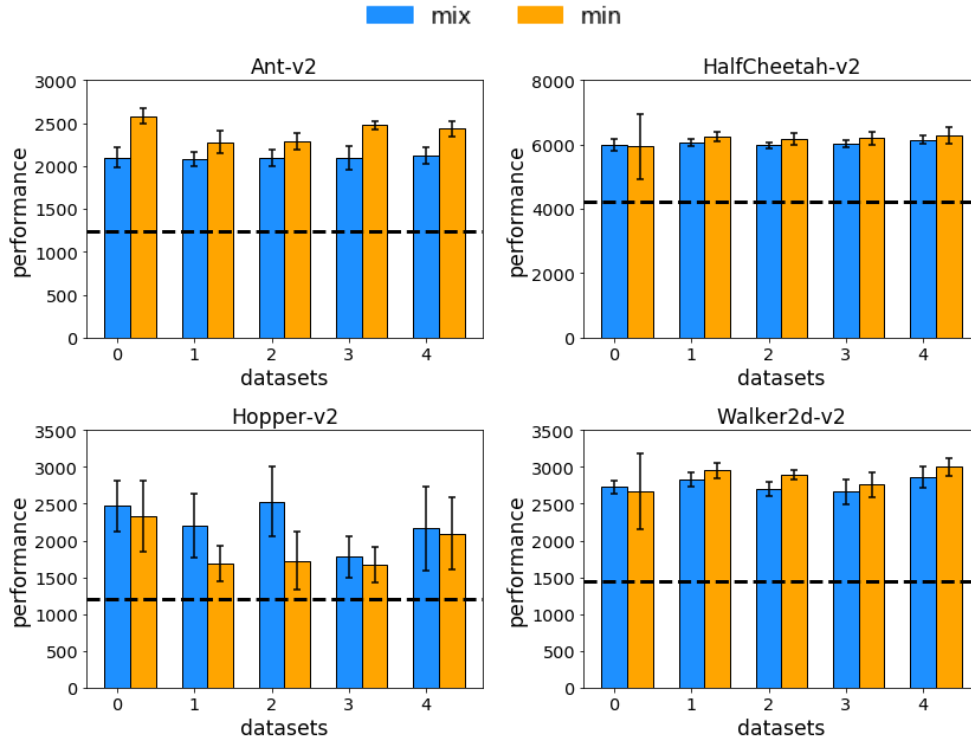 mix min
Ant-v2
3000
2500
2000
1500
1000
500
0
performance
0 1 2 3 4
datasets
HalfCheetah-v2
8000
6000
4000
2000
0
performance
0 1 2 3 4
datasets
Hopper-v2
3500
3000
2500
2000
1500
1000
500
0
performance
0 1 2 3 4
datasets
Walker2d-v2
3500
3000
2500
2000
1500
1000
500
0
performance
0 1 2 3 4
datasets